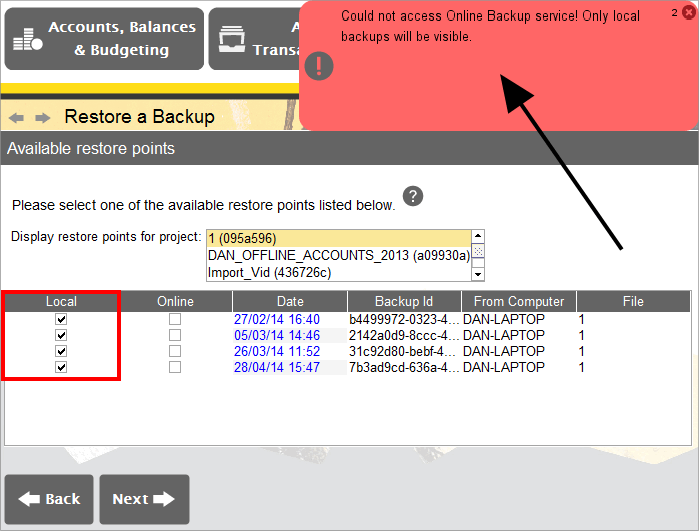 Accounts, Balances
& Budgeting
A
Transa
Could not access Online Backup service! Only local
backups will be visible.
2
Restore a Backup
Available restore points
Please select one of the available restore points listed below.
?
Display restore points for project:
1 (095a596)
DAN_OFFLINE_ACCOUNTS_2013 (a09930a)
Import_Vid (436726c)
Local Online Date Backup Id From Computer File
27/02/14 16:40 b4499972-0323-4... DAN-LAPTOP 1
05/03/14 14:46 2142a0d9-8ccc-4... DAN-LAPTOP 1
26/03/14 11:52 31c92d80-bebf-4... DAN-LAPTOP 1
28/04/14 15:47 7b3ad9cd-636a-4... DAN-LAPTOP 1
Back Next